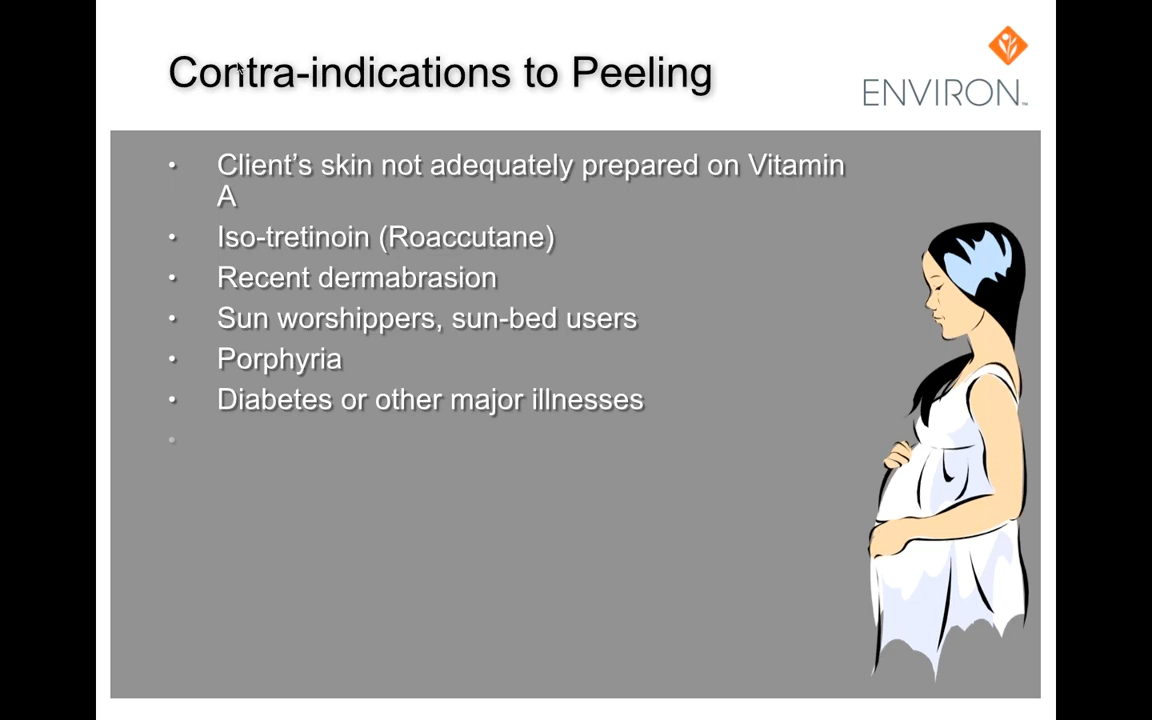 Contra-indications to Peeling
ENVIRON™
• Client’s skin not adequately prepared on Vitamin
A
• Iso-tretinoin (Roaccutane)
• Recent dermabrasion
• Sun worshippers, sun-bed users
• Porphyria
• Diabetes or other major illnesses
•